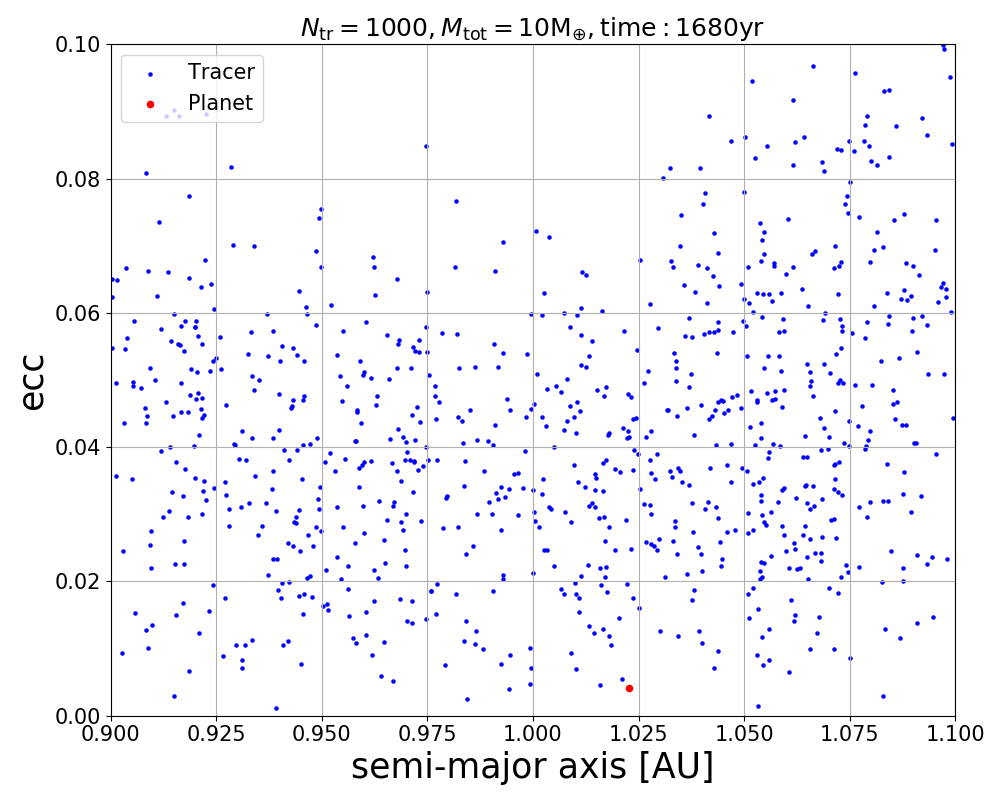 N_tr = 1000, M_tot = 10M_⊕, time : 1680yr
Tracer
Planet
0.10
0.08
0.06
0.04
0.02
0.00
ecc
0.900 0.925 0.950 0.975 1.000 1.025 1.050 1.075 1.100
semi-major axis [AU]